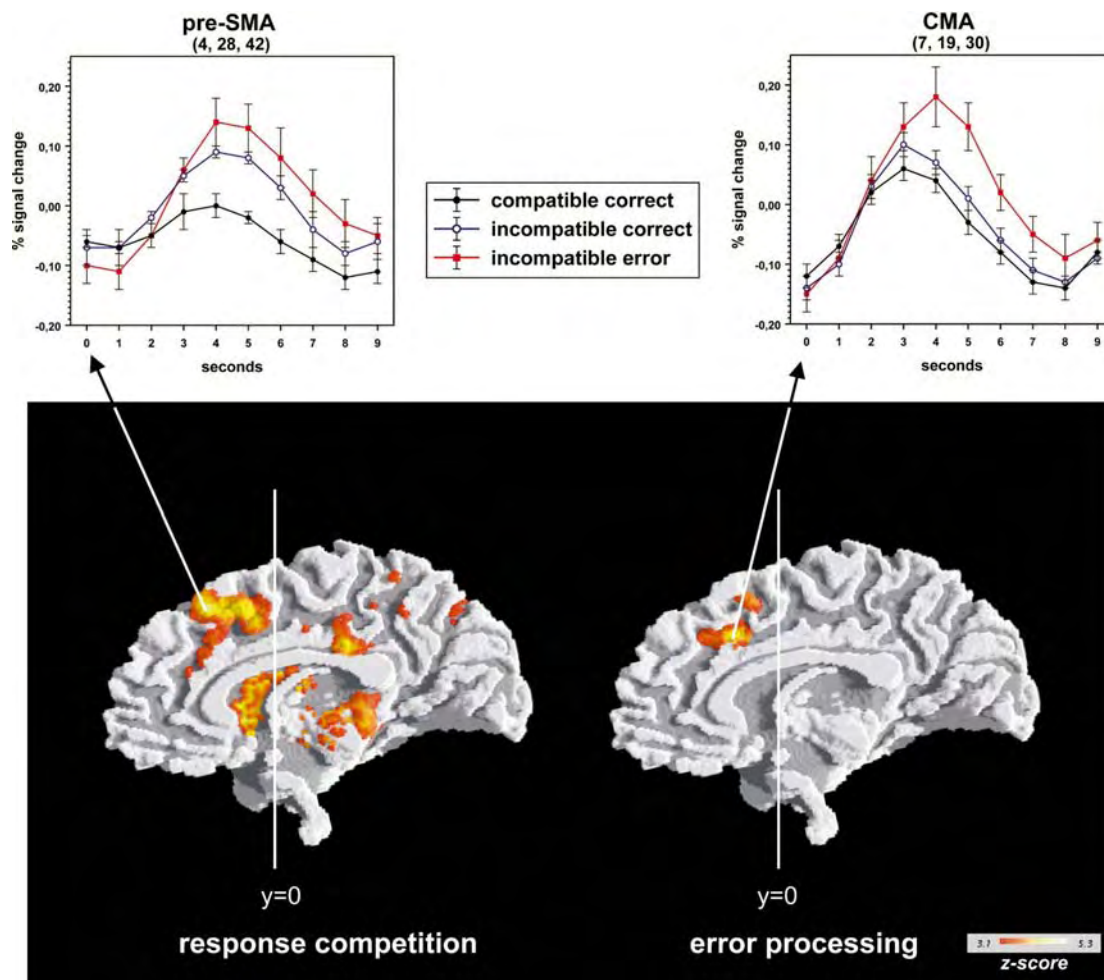 pre-SMA
(4, 28, 42)
% signal change
0,20
0,10
0,00
-0,10
-0,20
0 1 2 3 4 5 6 7 8 9
seconds
compatible correct
incompatible correct
incompatible error
CMA
(7, 19, 30)
% signal change
0,20
0,10
0,00
-0,10
-0,20
0 1 2 3 4 5 6 7 8 9
seconds
y=0
y=0
response competition
error processing
3.1 5.3
z-score